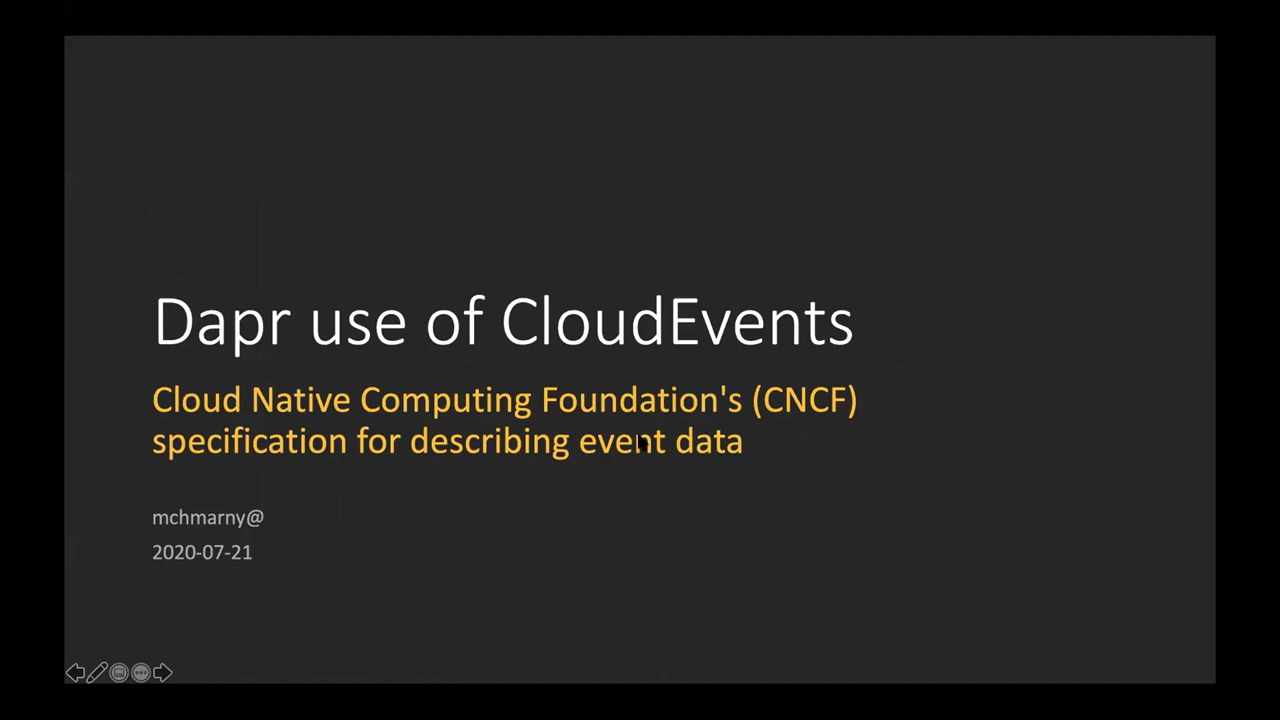 Dapr use of CloudEvents
Cloud Native Computing Foundation's (CNCF)
specification for describing event data
mchmarny@
2020-07-21